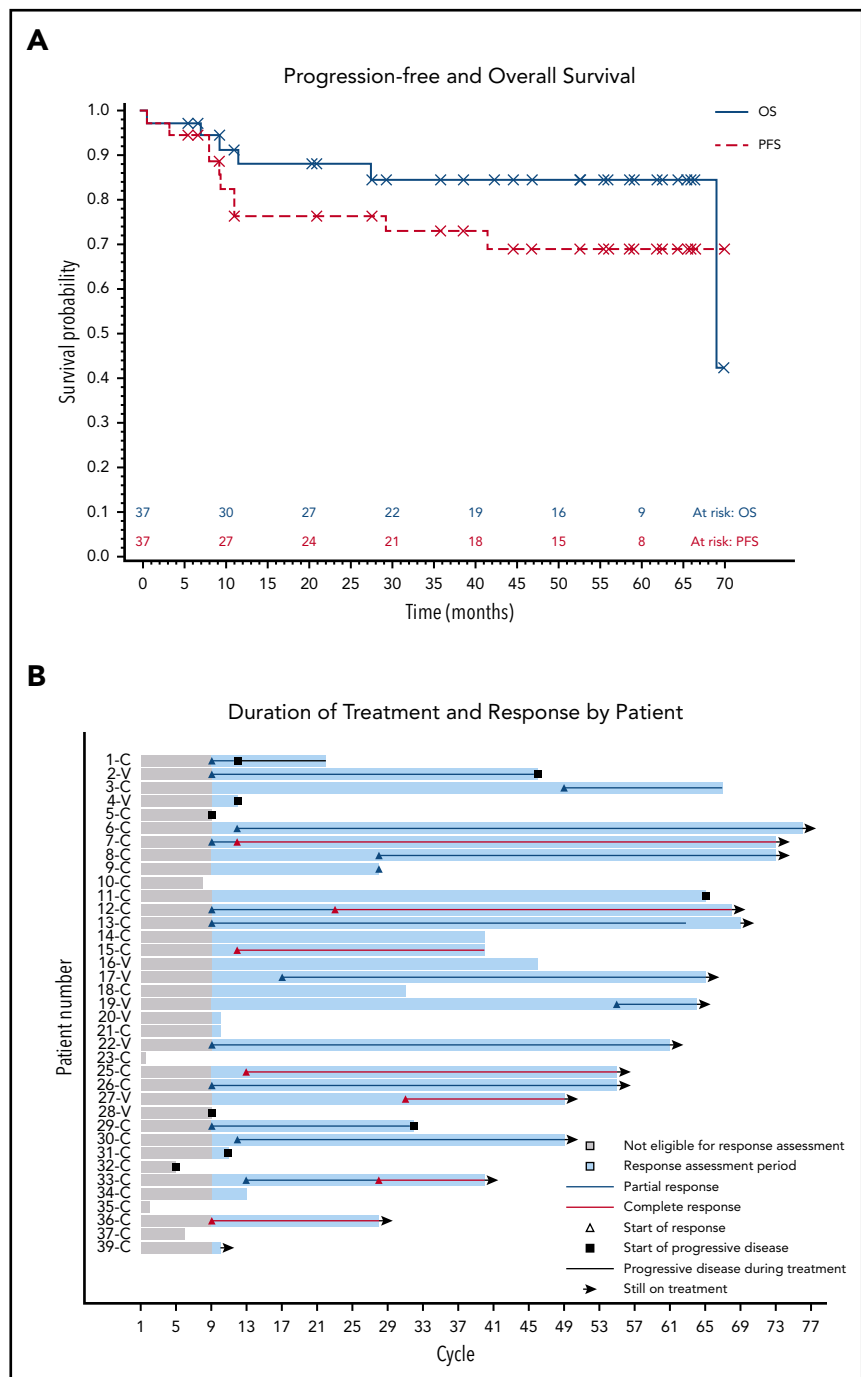 A
Progression-free and Overall Survival
OS
PFS
Survival probability
1.0
0.9
0.8
0.7
0.6
0.5
0.4
0.3
0.2
0.1
0.0
37 30 27 22 19 16 9 At risk: OS
37 27 24 21 18 15 8 At risk: PFS
0 5 10 15 20 25 30 35 40 45 50 55 60 65 70
Time (months)
B
Duration of Treatment and Response by Patient
Patient number
1-C
2-V
3-C
4-V
5-C
6-C
7-C
8-C
9-C
10-C
11-C
12-C
13-C
14-C
15-C
16-V
17-V
18-C
19-V
20-V
21-C
22-V
23-C
25-C
26-C
27-V
28-V
29-C
30-C
31-C
32-C
33-C
34-C
35-C
36-C
37-C
39-C
Not eligible for response assessment
Response assessment period
Partial response
Complete response
Start of response
Start of progressive disease
Progressive disease during treatment
Still on treatment
1 5 9 13 17 21 25 29 33 37 41 45 49 53 55 65 69 73 77
Cycle